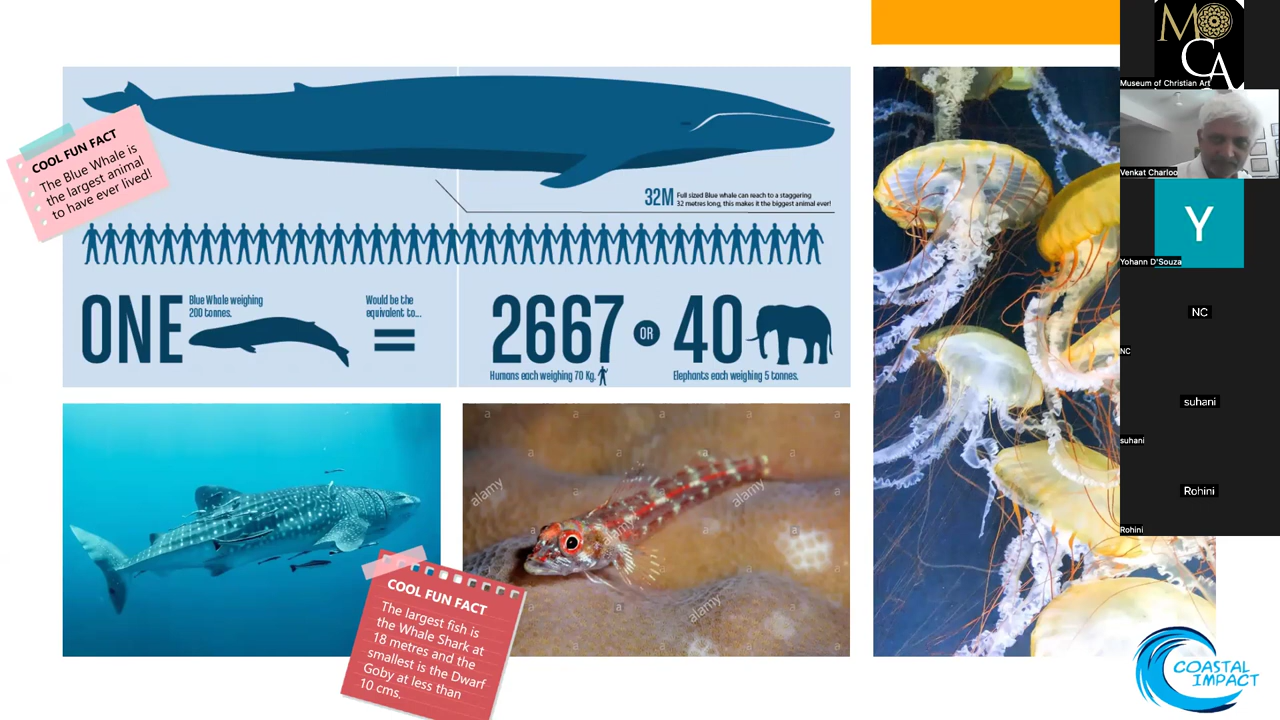 COOL FUN FACT
The Blue Whale is
the largest animal
to have ever lived!
32M Full sized Blue whale can reach to a staggering
32 metres long, this makes it the biggest animal ever!
ONE
Blue Whale weighing
200 tonnes.
Would be the
equivalent to...
=
2667
OR
40
Humans each weighing 70 Kg.
Elephants each weighing 5 tonnes.
a
a
a
a
alamy
alamy
alamy
alamy
COOL FUN FACT
The largest fish is
the Whale Shark at
18 metres and the
smallest is the Dwarf
Goby at less than
10 cms.
MOCA
Museum of Christian Art
Venkat Charloo
Y
Yohann D'Souza
NC
NC
suhani
suhani
Rohini
Rohini
COASTAL
IMPACT